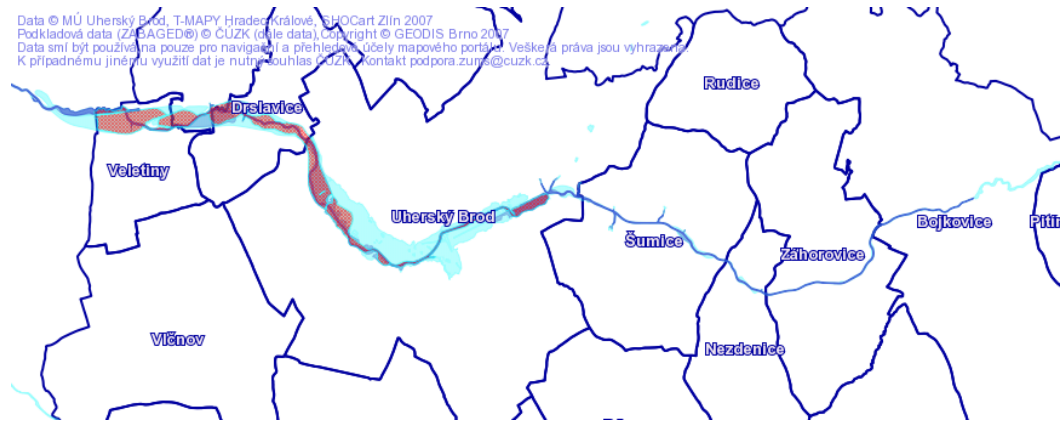 Data © MÚ Uherský Brod, T-MAPY Hradec Králové, SHOCart Zlín 2007
Podkladová data (ZABAGED®) © ČÚZK (dále data),Copyright © GEODIS Brno 2007
Data smí být používána pouze pro navigační a přehledové účely mapového portálu. Veškerá práva jsou vyhrazena.
K případnému jinému využití dat je nutný souhlas ČÚZK. Kontakt podpora.zums@cuzk.cz
Rudice
Drslavice
Veletiny
Uherský Brod
Bojkovice
Šumice
Záhorovice
Vlčnov
Nezdenice